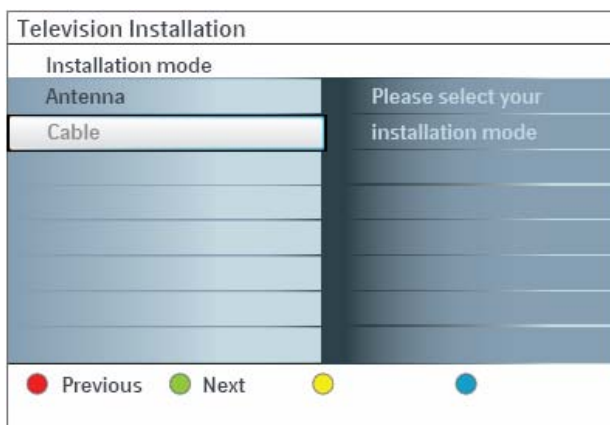 Television Installation
Installation mode
Antenna
Please select your
Cable
installation mode
Previous Next